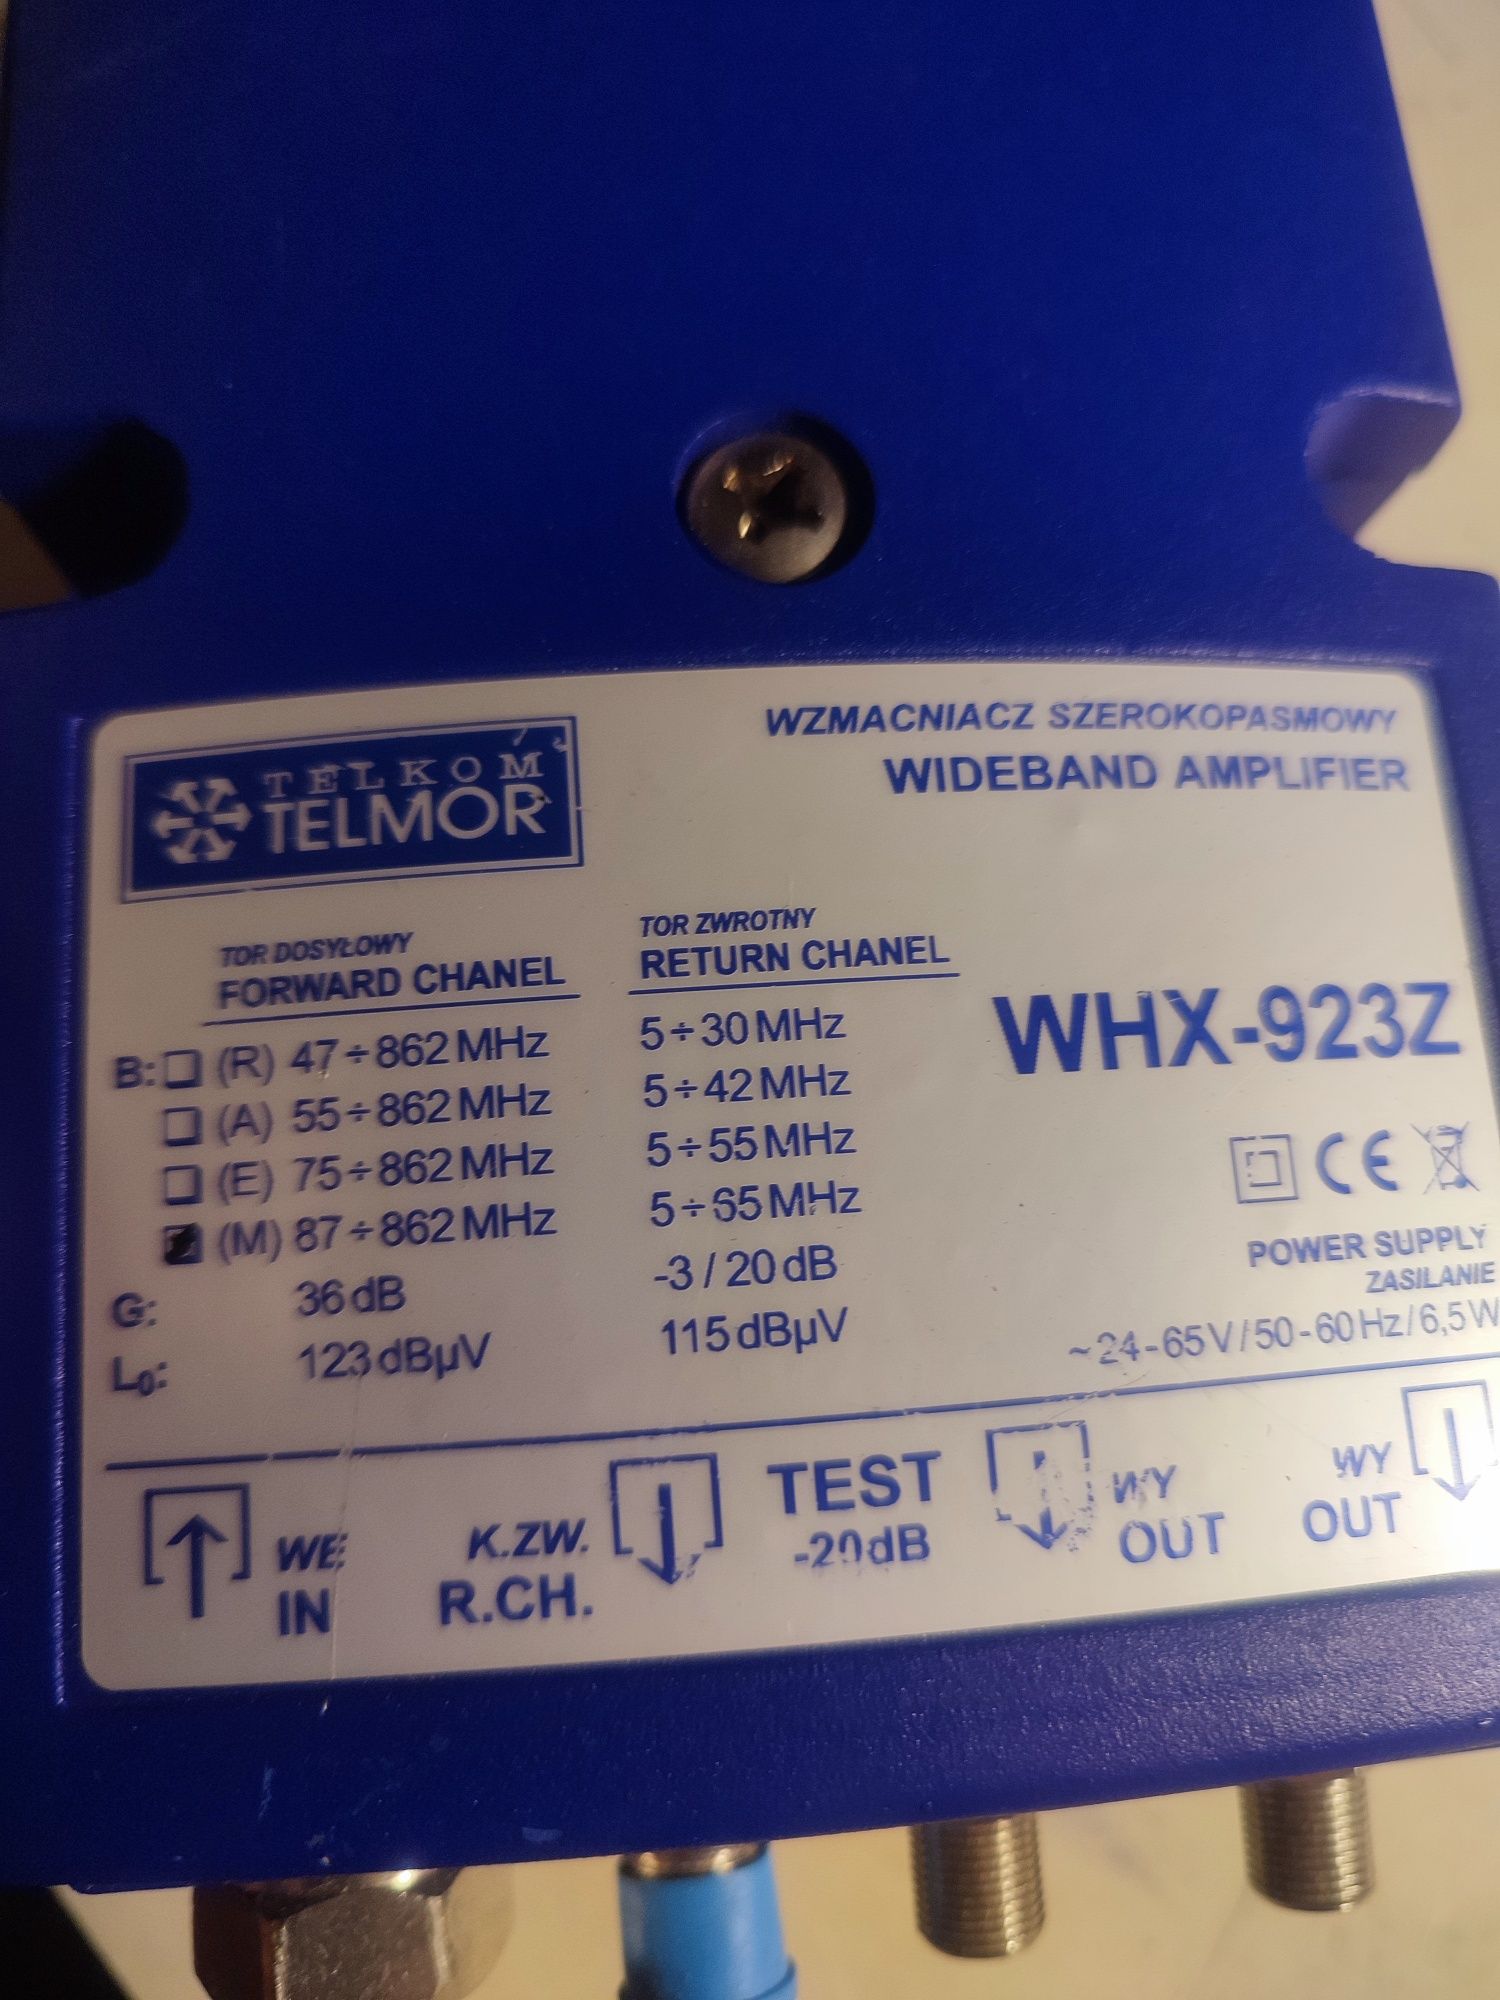 TELKOM
TELMOR
WZMACNIACZ SZEROKOPASMOWY
WIDEBAND AMPLIFIER
TOR DOSYŁOWY
FORWARD CHANEL
TOR ZWROTNY
RETURN CHANEL
WHX-923Z
B: (R) 47÷862 MHz 5÷30 MHz
(A) 55÷862 MHz 5÷42 MHz
(E) 75÷862 MHz 5÷55 MHz
(M) 87÷862 MHz 5÷65 MHz
G: 36 dB -3 / 20 dB
L₀: 123 dBµV 115 dBµV
CE
POWER SUPPLY
ZASILANIE
~24-65V/50-60Hz/6,5W
WE
IN
K.ZW.
R.CH.
TEST
-20dB
WY
OUT
WY
OUT